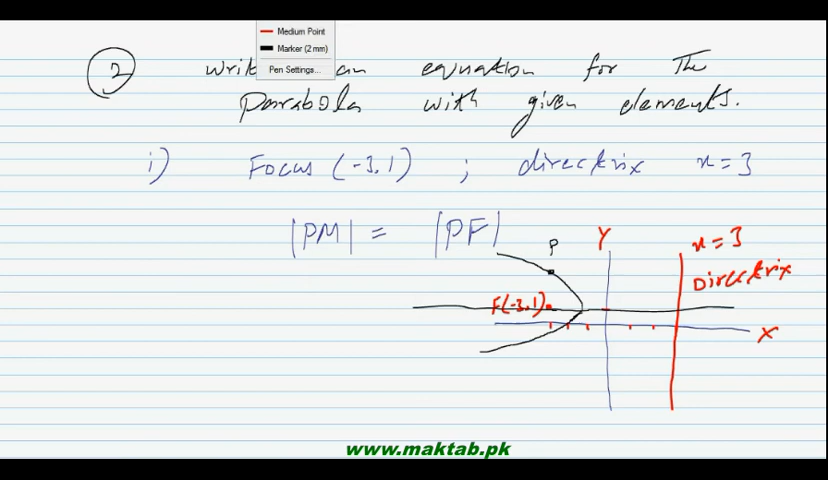 Medium Point
Marker (2 mm)
Pen Settings...
2 Write an equation for the
parabola with given elements.
i) Focus (-3,1) ; directrix x = 3
|PM| = |PF|
P
Y
x = 3
Directrix
F(-3,1)
X
www.maktab.pk